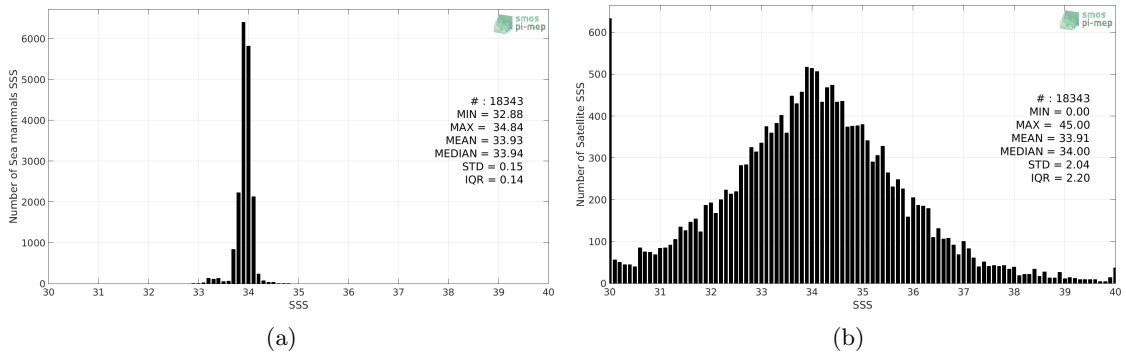 smos
pi-mep
Number of Sea mammals SSS
6000
5000
4000
3000
2000
1000
0
# : 18343
MIN = 32.88
MAX = 34.84
MEAN = 33.93
MEDIAN = 33.94
STD = 0.15
IQR = 0.14
30 31 32 33 34 35 36 37 38 39 40
SSS
(a)
smos
pi-mep
Number of Satellite SSS
600
500
400
300
200
100
0
# : 18343
MIN = 0.00
MAX = 45.00
MEAN = 33.91
MEDIAN = 34.00
STD = 2.04
IQR = 2.20
30 31 32 33 34 35 36 37 38 39 40
SSS
(b)